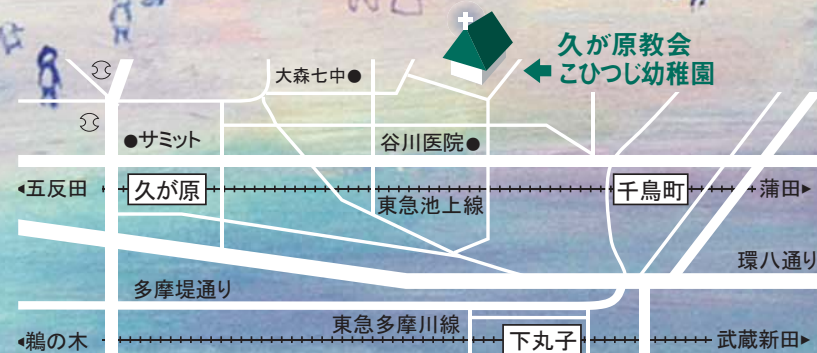 久が原教会
こひつじ幼稚園
大森七中●
●サミット
谷川医院●
◀五反田
久が原
千鳥町
蒲田▶
東急池上線
環八通り
多摩堤通り
東急多摩川線
◀鵜の木
下丸子
武蔵新田▶